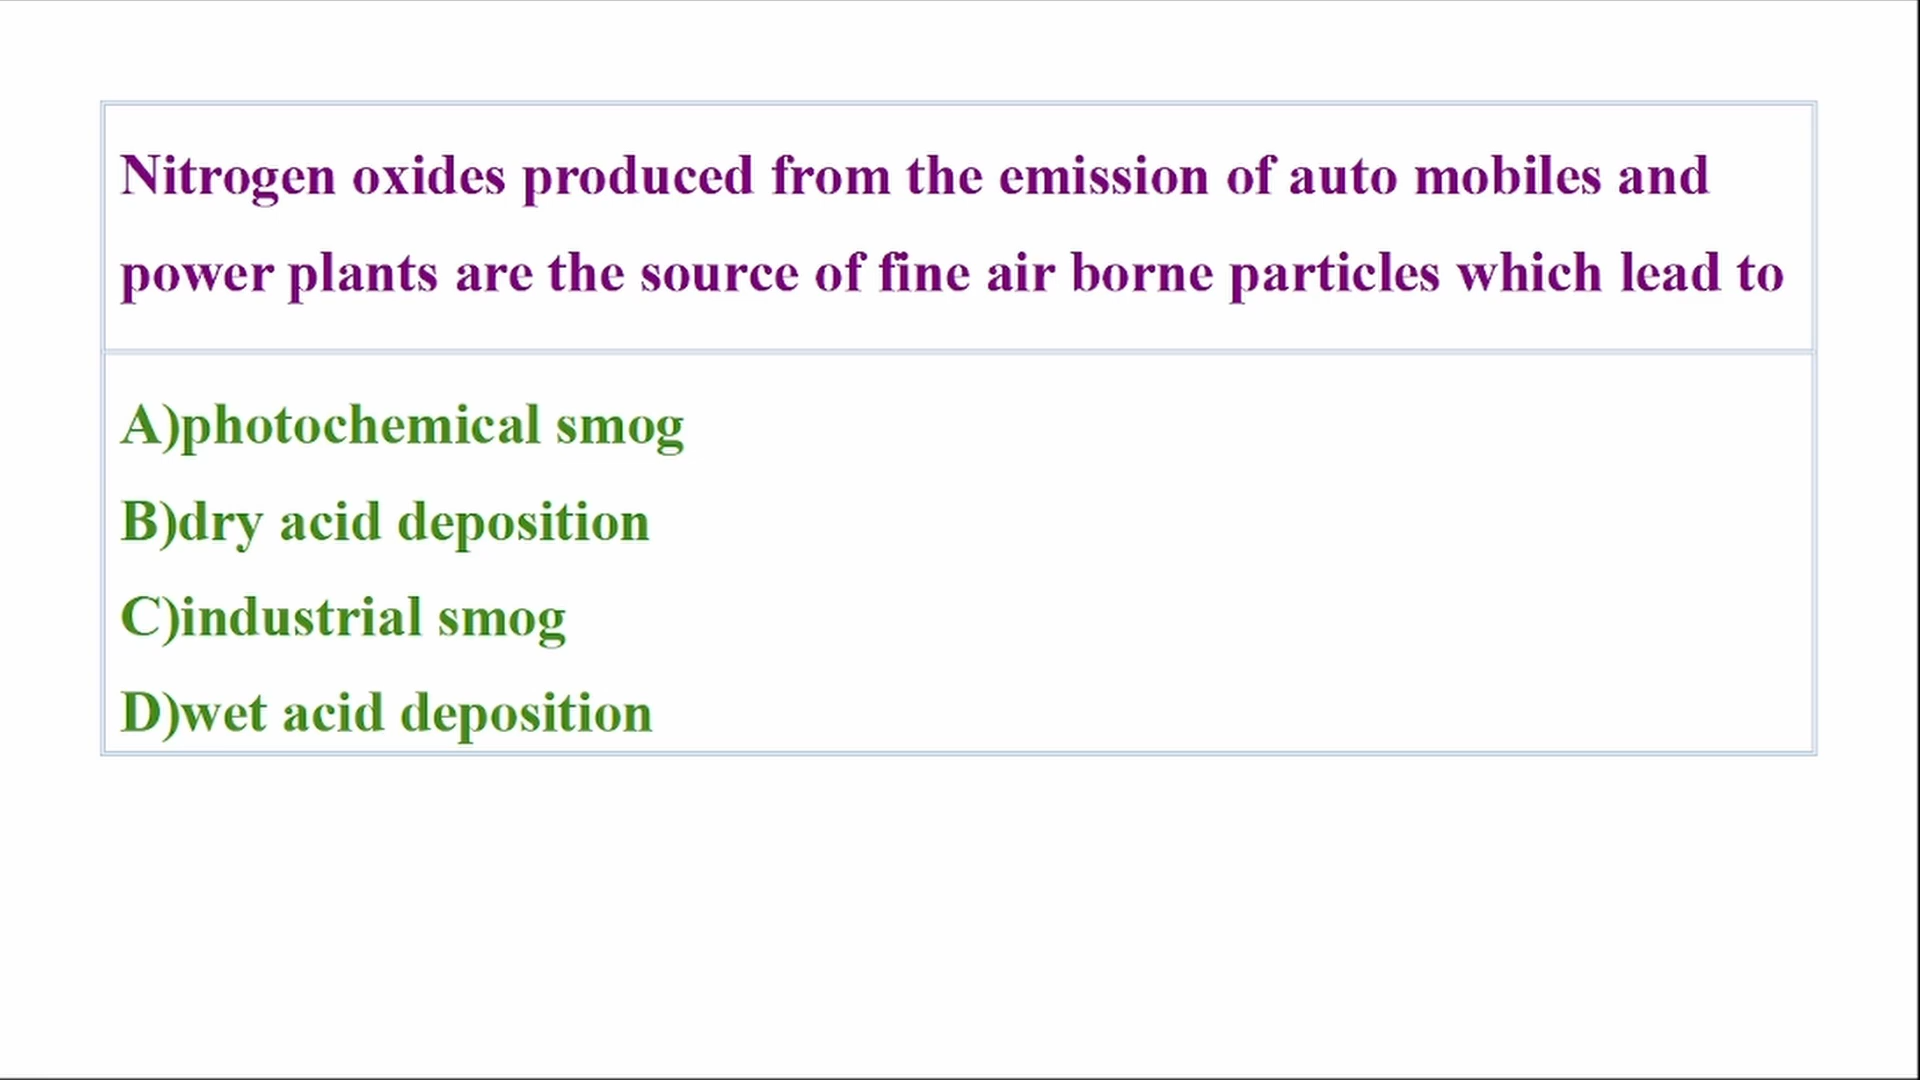 Nitrogen oxides produced from the emission of auto mobiles and
power plants are the source of fine air borne particles which lead to
A)photochemical smog
B)dry acid deposition
C)industrial smog
D)wet acid deposition